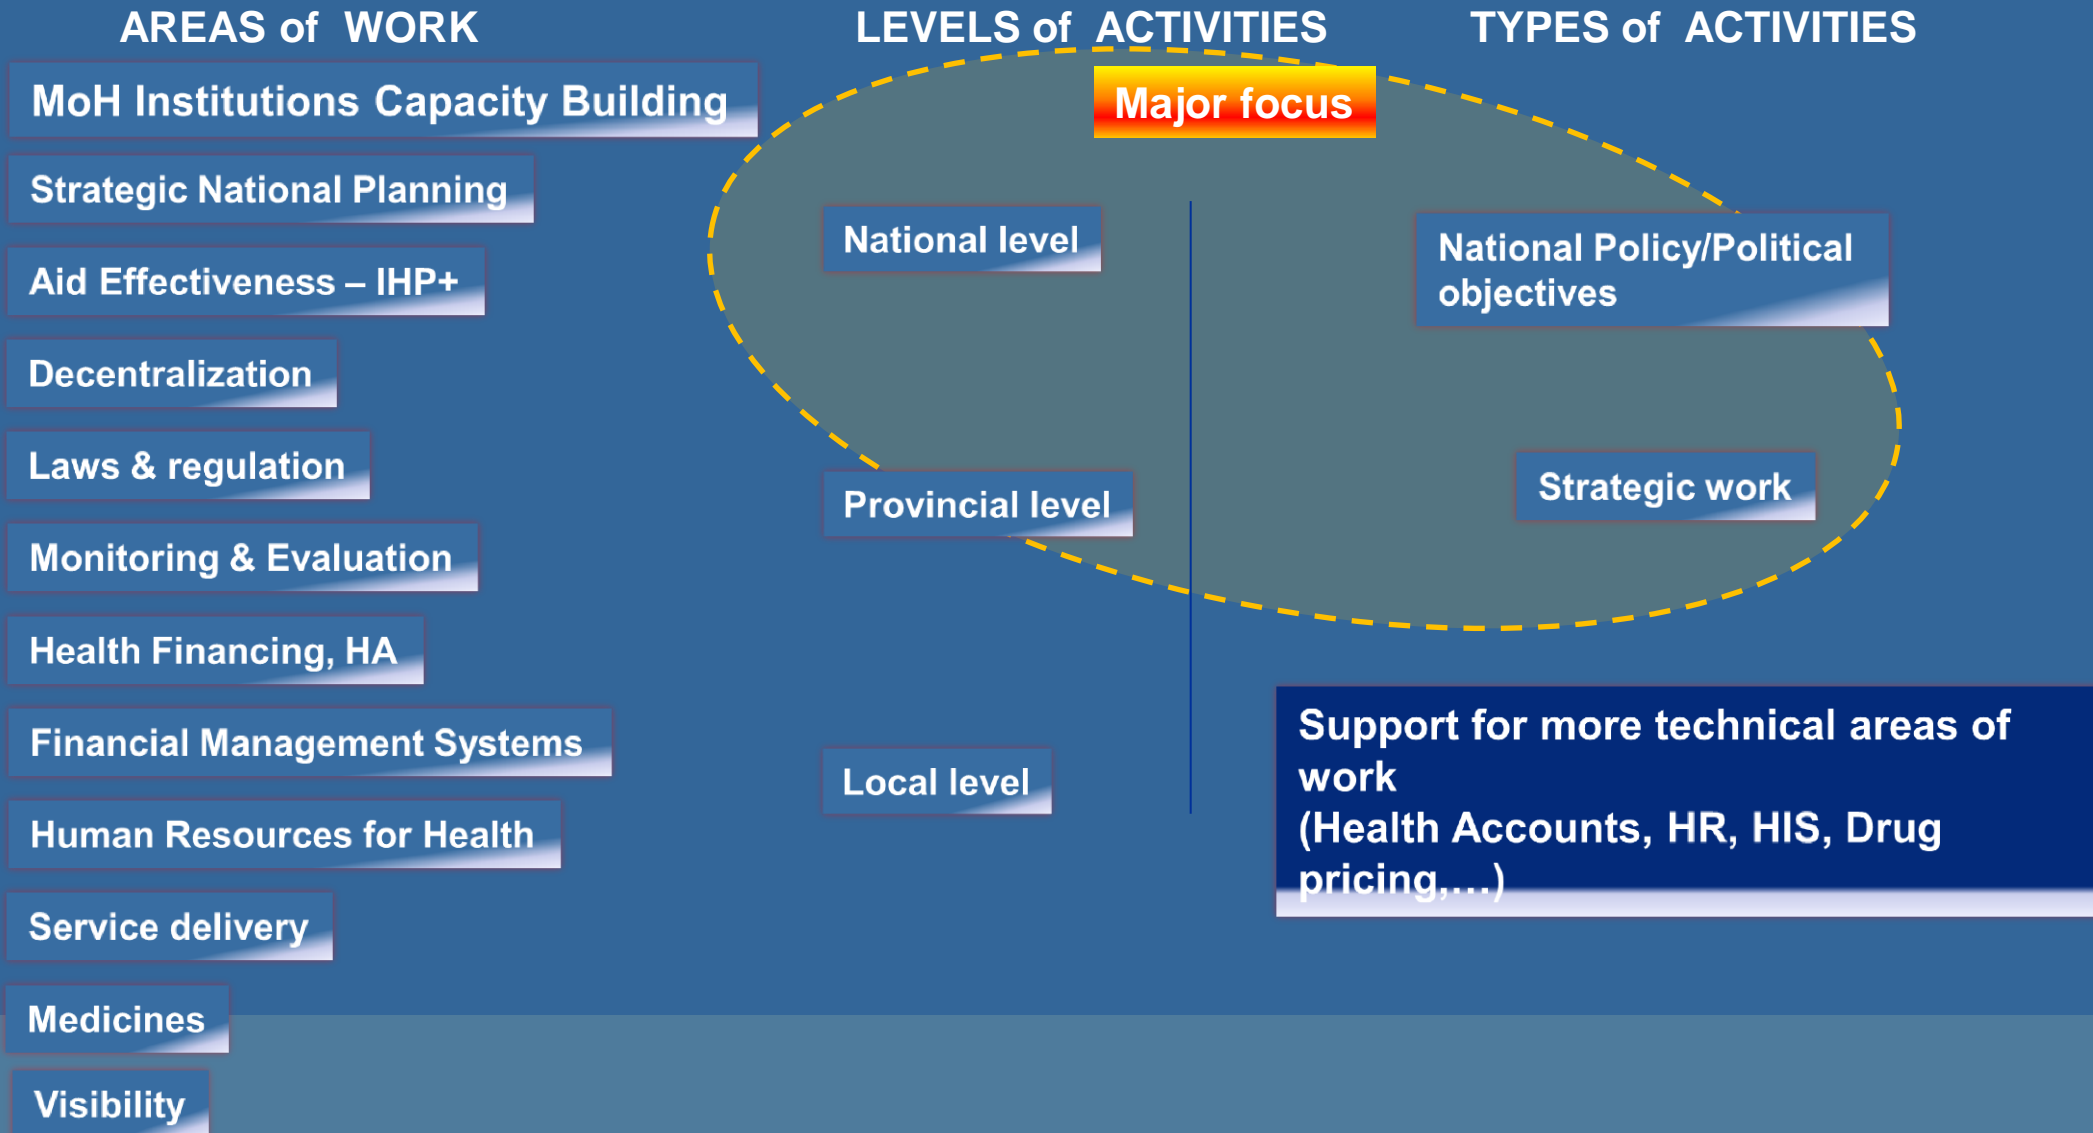 AREAS of WORK
MoH Institutions Capacity Building
Strategic National Planning
Aid Effectiveness – IHP+
Decentralization
Laws & regulation
Monitoring & Evaluation
Health Financing, HA
Financial Management Systems
Human Resources for Health
Service delivery
Medicines
Visibility
LEVELS of ACTIVITIES
Major focus
National level
Provincial level
Local level
TYPES of ACTIVITIES
National Policy/Political
objectives
Strategic work
Support for more technical areas of
work
(Health Accounts, HR, HIS, Drug
pricing,...)